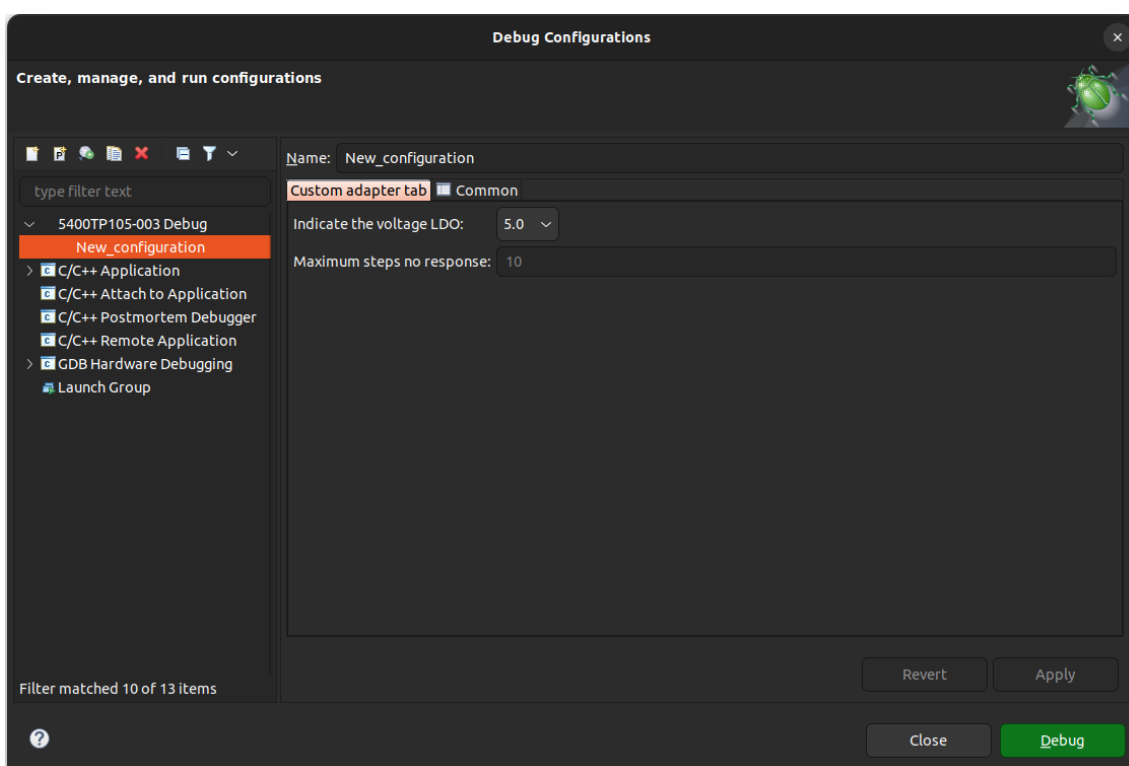 Debug Configurations
Create, manage, and run configurations
Name: New_configuration
type filter text
5400TP105-003 Debug
New_configuration
C/C++ Application
C/C++ Attach to Application
C/C++ Postmortem Debugger
C/C++ Remote Application
GDB Hardware Debugging
Launch Group
Filter matched 10 of 13 items
Custom adapter tab Common
Indicate the voltage LDO: 5.0
Maximum steps no response: 10
Revert Apply
Close Debug